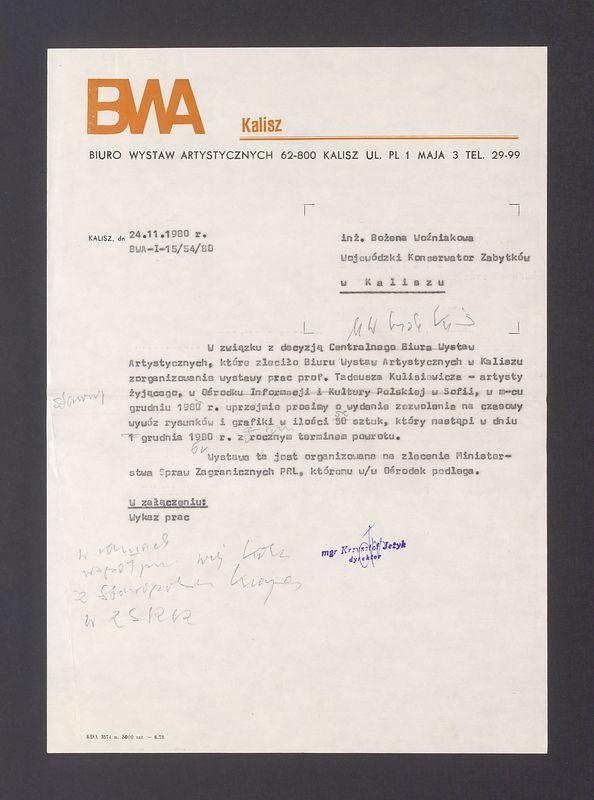 BWA
Kalisz
BIURO WYSTAW ARTYSTYCZNYCH 62-800 KALISZ UL. PL 1 MAJA 3 TEL. 29-99
KALISZ, dn 24.11.1980 r.
BWA-I-15/54/80
inż. Bożena Woźniakowa
Wojewódzki Konserwator Zabytków
w Kaliszu
W związku z decyzją Centralnego Biura Wystaw
Artystycznych, które zleciło Biuru Wystaw Artystycznych w Kaliszu
zorganizowanie wystawy prac prof. Tadeusza Kulisiewicza - artysty
żyjącego, w Ośrodku Informacji i Kultury Polskiej w Sofii, w m-cu
grudniu 1980 r. uprzejmie prosimy o wydanie zezwolenia na czasowy
wywóz rysunków i grafiki w ilości 50 sztuk, który nastąpi w dniu
1 grudnia 1980 r. z rocznym terminem powrotu.
Wystawa ta jest organizowana na zlecenie Minister-
stwa Spraw Zagranicznych PRL, któremu w/w Ośrodek podlega.
W załączeniu:
Wykaz prac
mgr Krzysztof Jeżyk
dyrektor
w ramach
w ZSRR